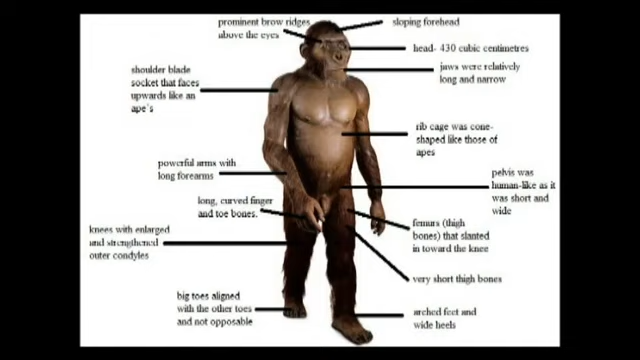 prominent brow ridges
above the eyes
sloping forehead
head- 430 cubic centimetres
jaws were relatively
long and narrow
shoulder blade
socket that faces
upwards like an
ape's
rib cage was cone-
shaped like those of
apes
powerful arms with
long forearms
pelvis was
human-like as it
was short and
wide
long, curved finger
and toe bones.
femurs (thigh
bones) that slanted
in toward the knee
knees with enlarged
and strengthened
outer condyles
very short thigh bones
big toes aligned
with the other toes
and not opposable
arched feet and
wide heels